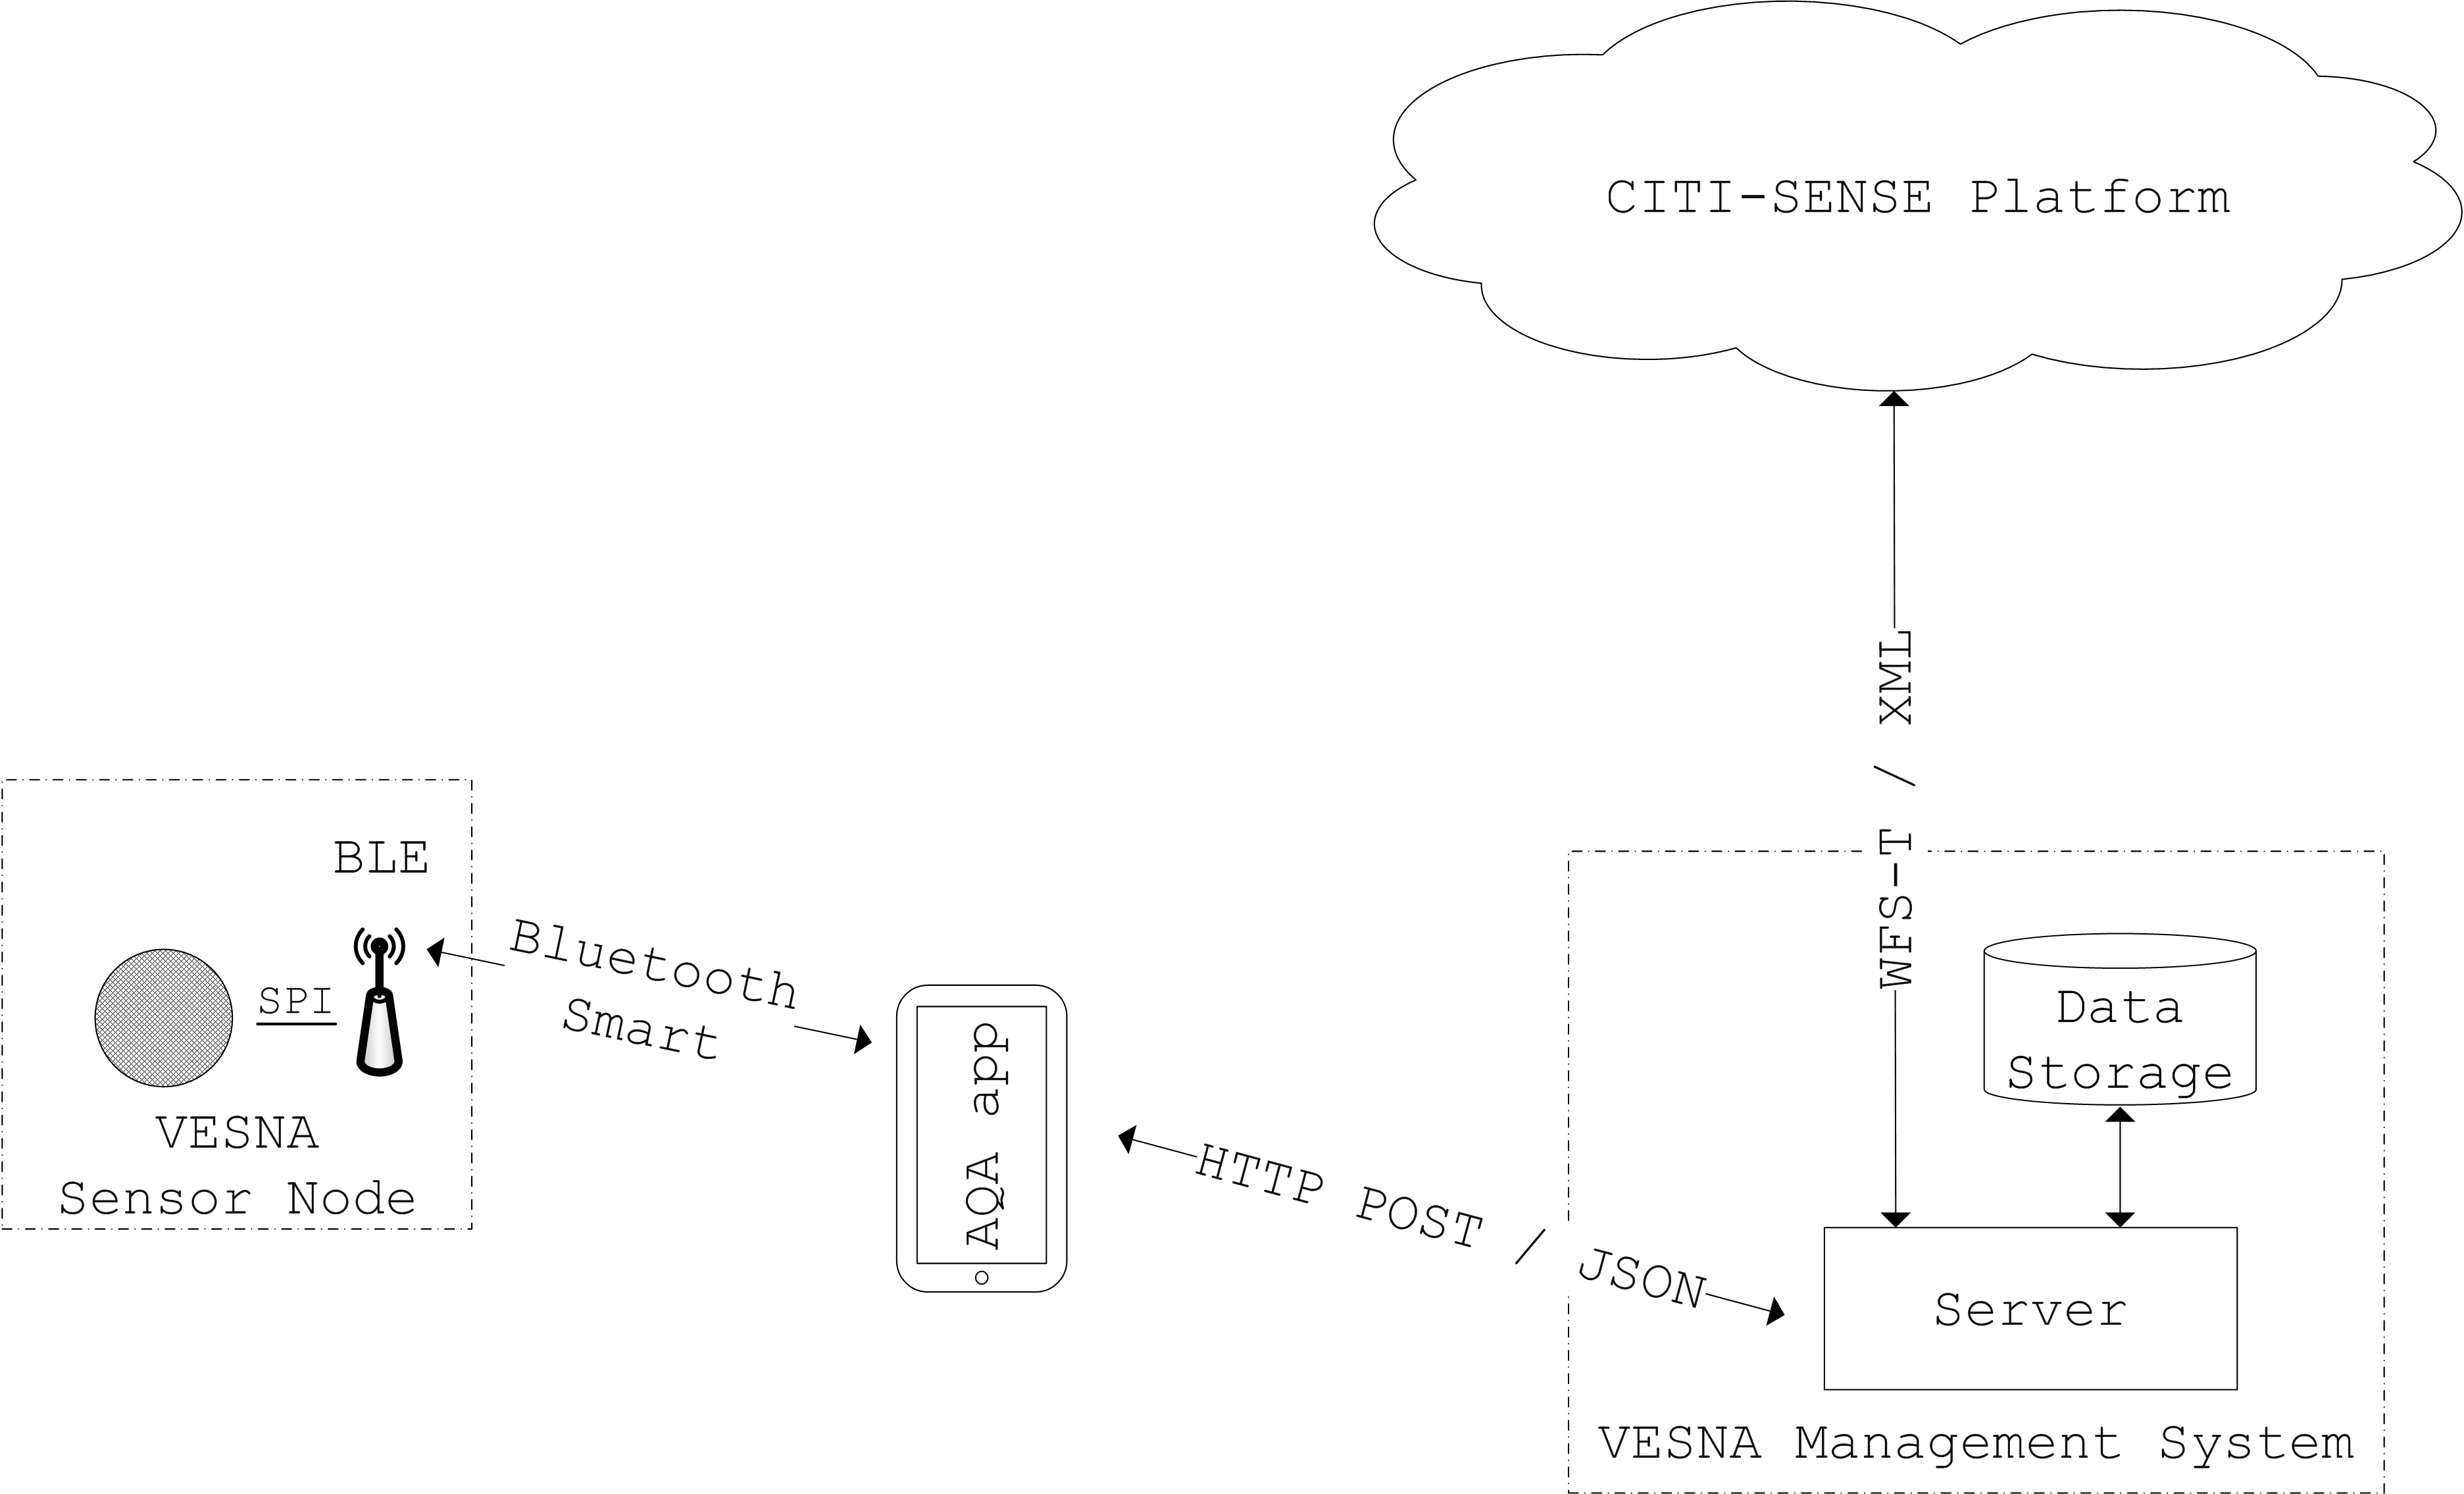 CITI-SENSE Platform
WFS-T / XML
BLE
SPI
VESNA
Sensor Node
Bluetooth
Smart
AQA app
HTTP POST / JSON
Data
Storage
Server
VESNA Management System